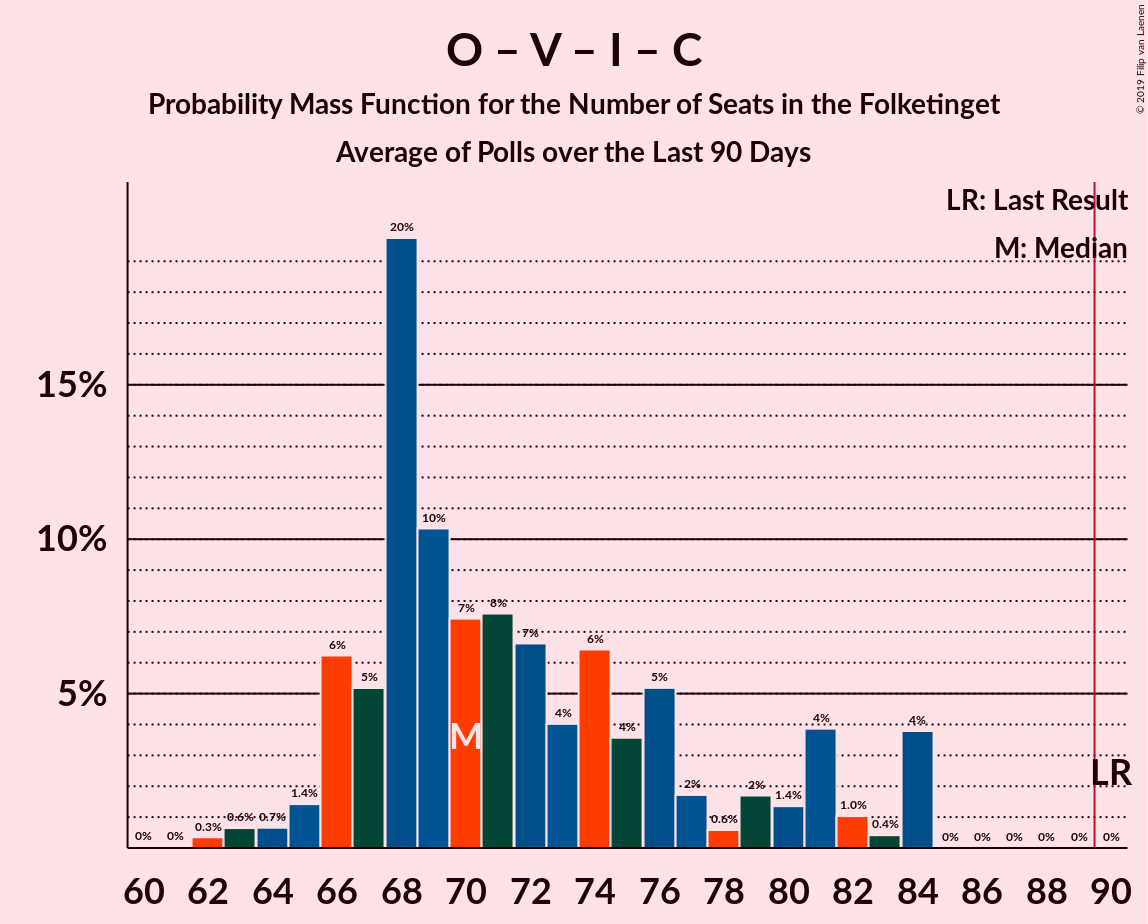 O – V – I – C
Probability Mass Function for the Number of Seats in the Folketinget
Average of Polls over the Last 90 Days
© 2019 Filip van Laenen
LR: Last Result
M: Median
15%
10%
5%
0% 0% 0.3% 0.6% 0.7% 1.4% 6% 5% 20% 10% 7% 8% 7% 4% 6% 4% 5% 2% 0.6% 2% 1.4% 4% 1.0% 0.4% 4% 0% 0% 0% 0% 0% 0%
M
LR
60 62 64 66 68 70 72 74 76 78 80 82 84 86 88 90